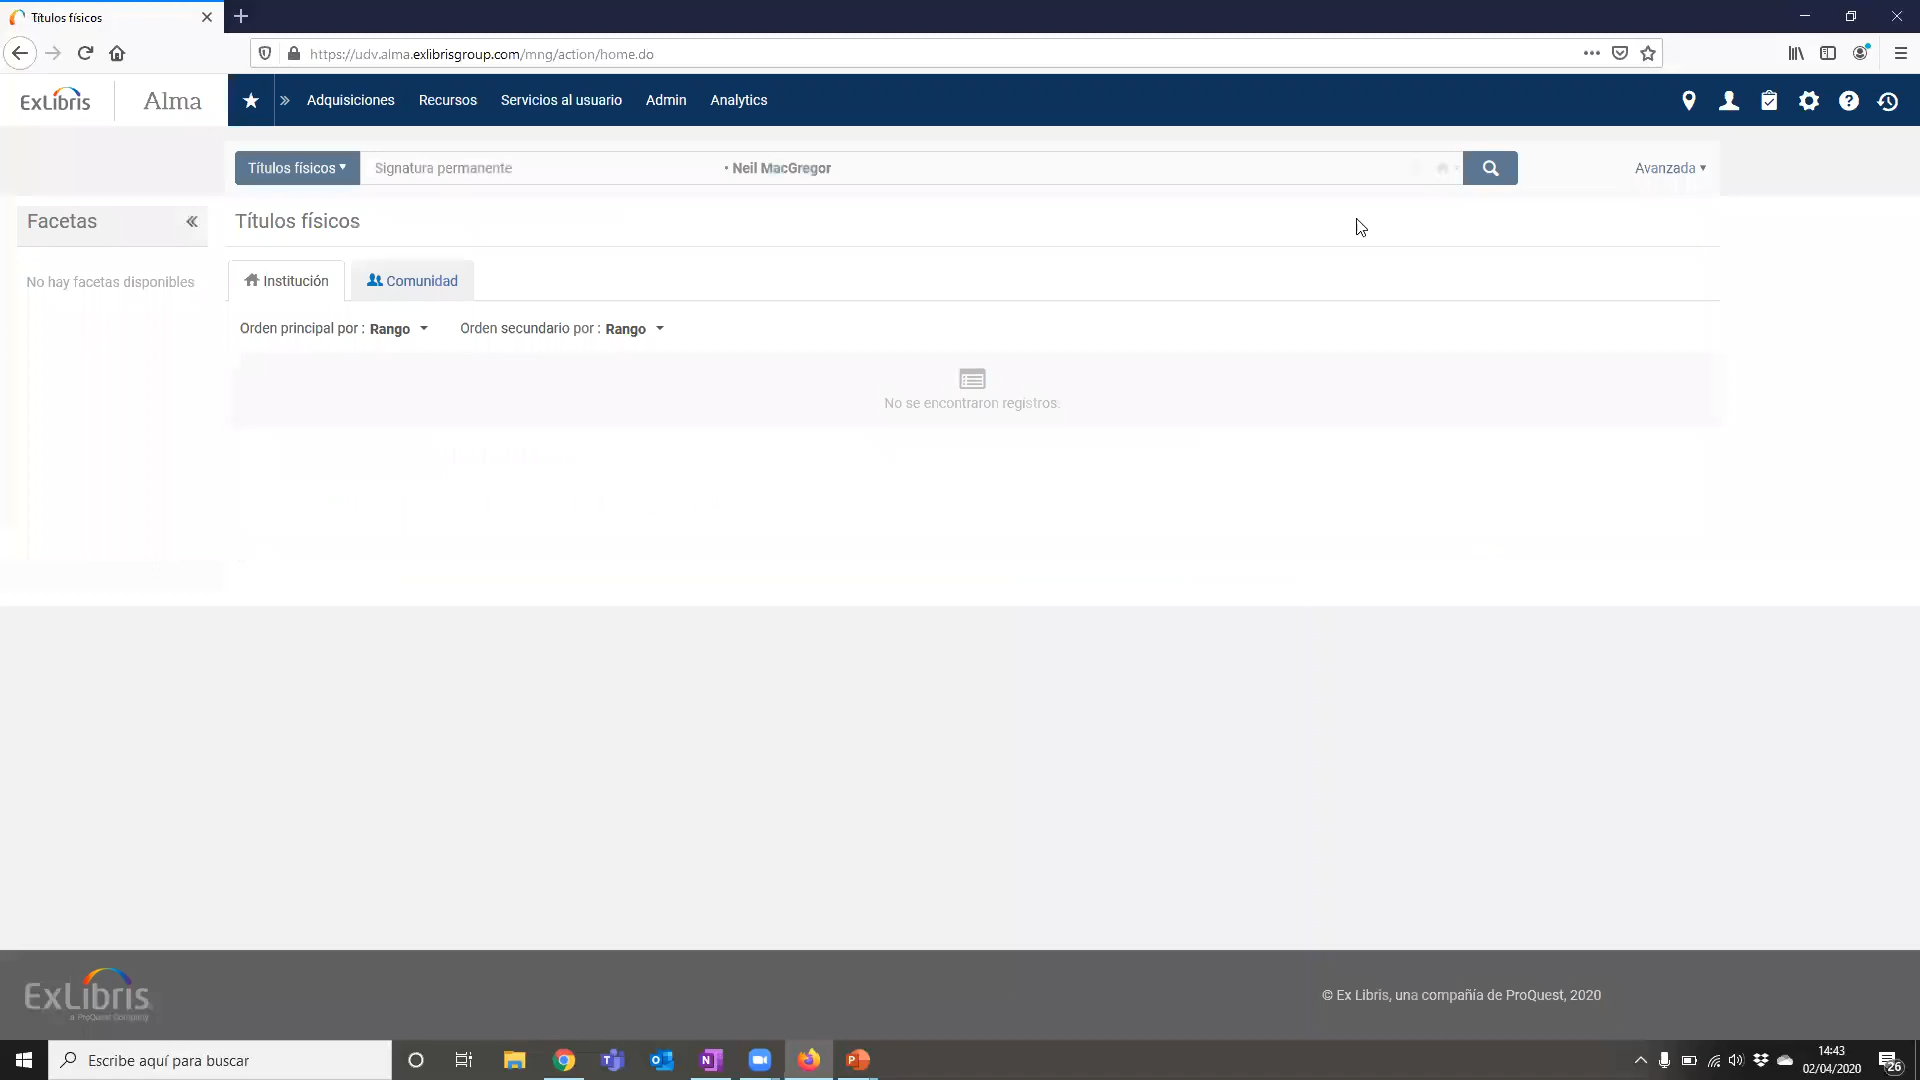 Títulos físicos
https://udv.alma.exlibrisgroup.com/mng/action/home.do
ExLibris
Alma
Adquisiciones
Recursos
Servicios al usuario
Admin
Analytics
Títulos físicos
Signatura permanente
• Neil MacGregor
Avanzada
Facetas
Títulos físicos
No hay facetas disponibles
Institución
Comunidad
Orden principal por : Rango
Orden secundario por : Rango
No se encontraron registros.
ExLibris
a ProQuest Company
© Ex Libris, una compañía de ProQuest, 2020
Escribe aquí para buscar
14:43
02/04/2020
26